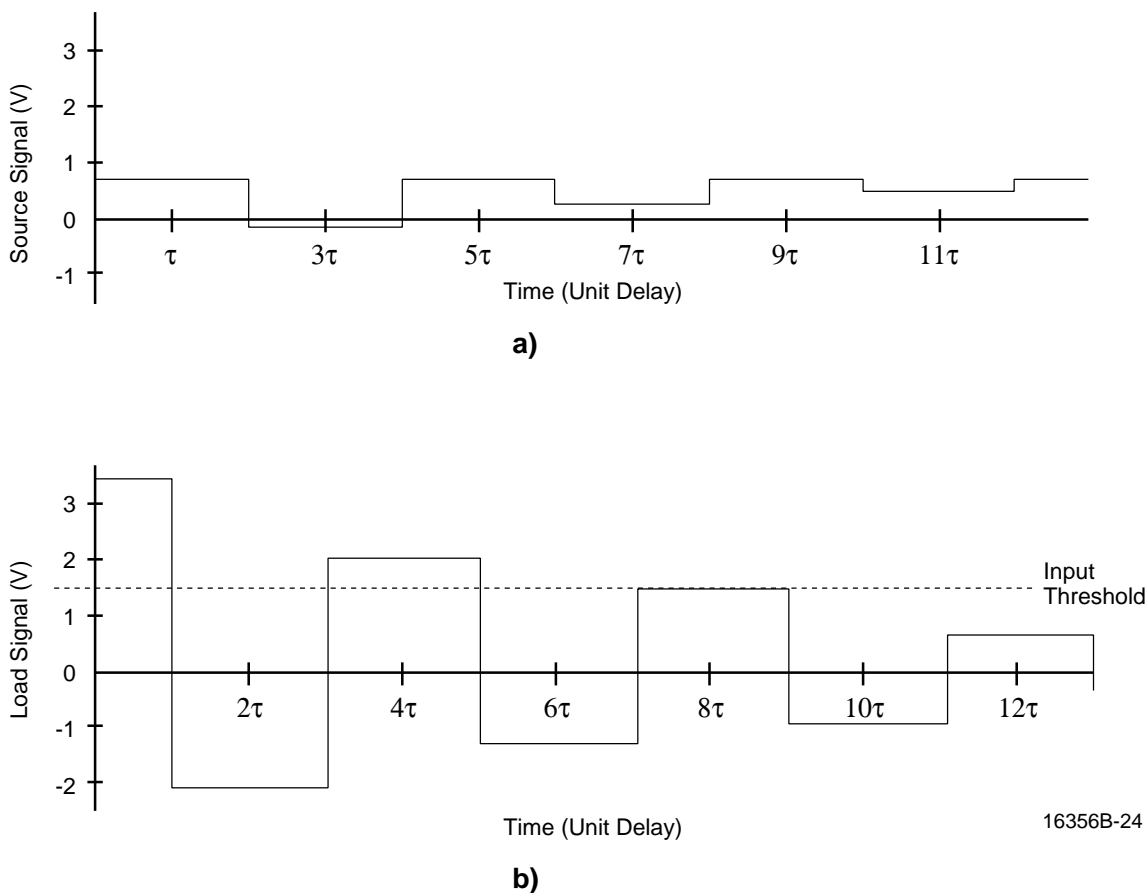 3
2
Source Signal (V)
1
0
τ
3τ
5τ
7τ
9τ
11τ
-1
Time (Unit Delay)
a)
3
2
Input
Threshold
Load Signal (V)
1
0
2τ
4τ
6τ
8τ
10τ
12τ
-1
-2
Time (Unit Delay)
16356B-24
b)